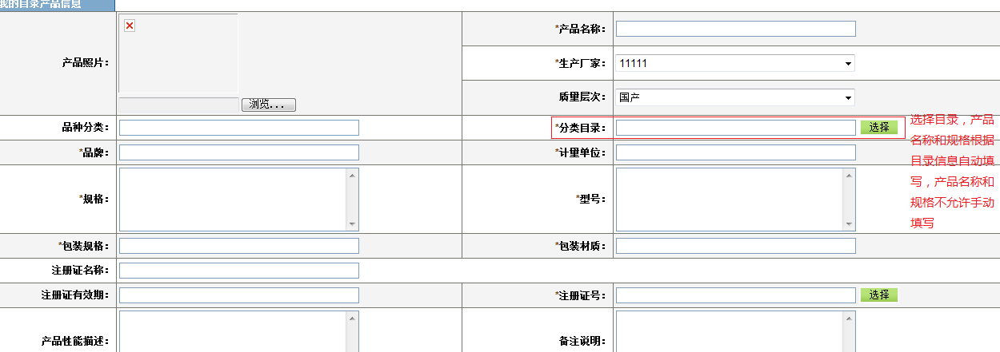 我的目录产品信息
产品照片：
浏览...
*产品名称：
*生产厂家：
11111
质量层次：
国产
品种分类：
*分类目录：
选择
选择目录，产品
名称和规格根据
目录信息自动填
写，产品名称和
规格不允许手动
填写
*品牌：
*计量单位：
*规格：
*型号：
*包装规格：
*包装材质：
注册证名称：
注册证有效期：
*注册证号：
选择
产品性能描述：
备注说明：